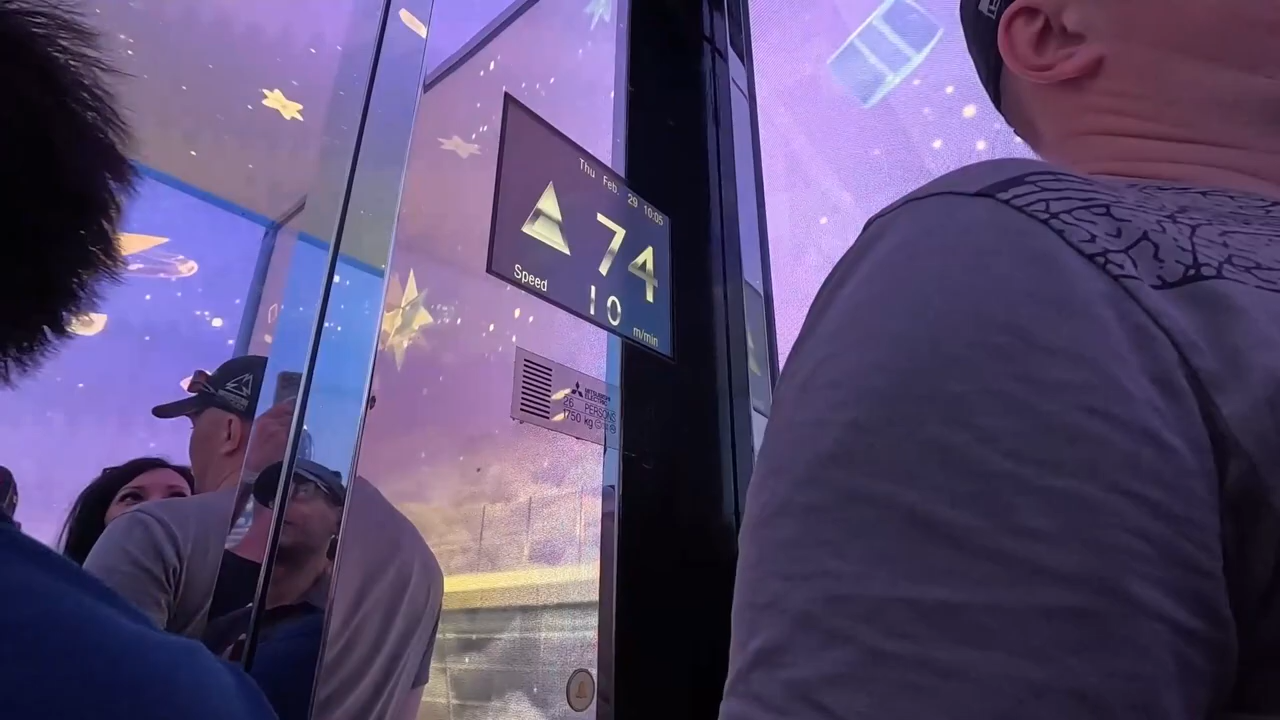 Thu Feb. 29 10:05
74
Speed
10
m/min
MITSUBISHI
ELECTRIC
26 PERSONS
1750 kg